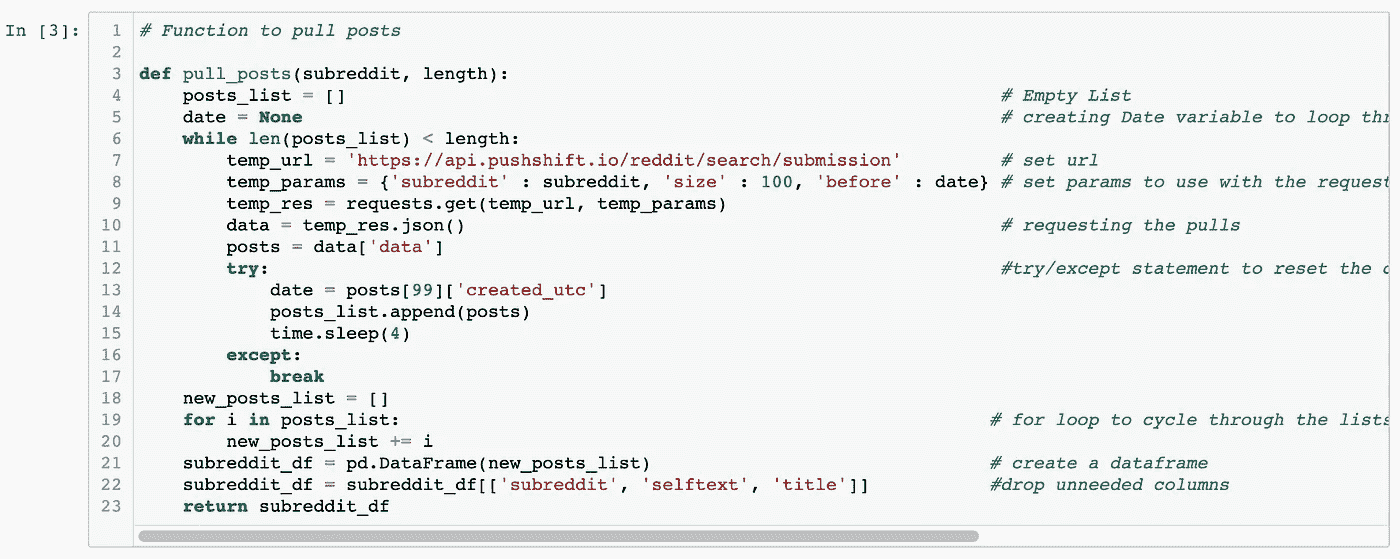 In [3]:
1 # Function to pull posts
2
3 def pull_posts(subreddit, length):
4 posts_list = [] # Empty List
5 date = None # creating Date variable to loop
6 while len(posts_list) < length:
7 temp_url = 'https://api.pushshift.io/reddit/search/submission' # set url
8 temp_params = {'subreddit' : subreddit, 'size' : 100, 'before' : date} # set params to use with the request
9 temp_res = requests.get(temp_url, temp_params)
10 data = temp_res.json() # requesting the pulls
11 posts = data['data']
12 try: #try/except statement to reset the
13 date = posts[99]['created_utc']
14 posts_list.append(posts)
15 time.sleep(4)
16 except:
17 break
18 new_posts_list = []
19 for i in posts_list: # for loop to cycle through the lists
20 new_posts_list += i
21 subreddit_df = pd.DataFrame(new_posts_list) # create a dataframe
22 subreddit_df = subreddit_df[['subreddit', 'selftext', 'title']] #drop unneeded columns
23 return subreddit_df